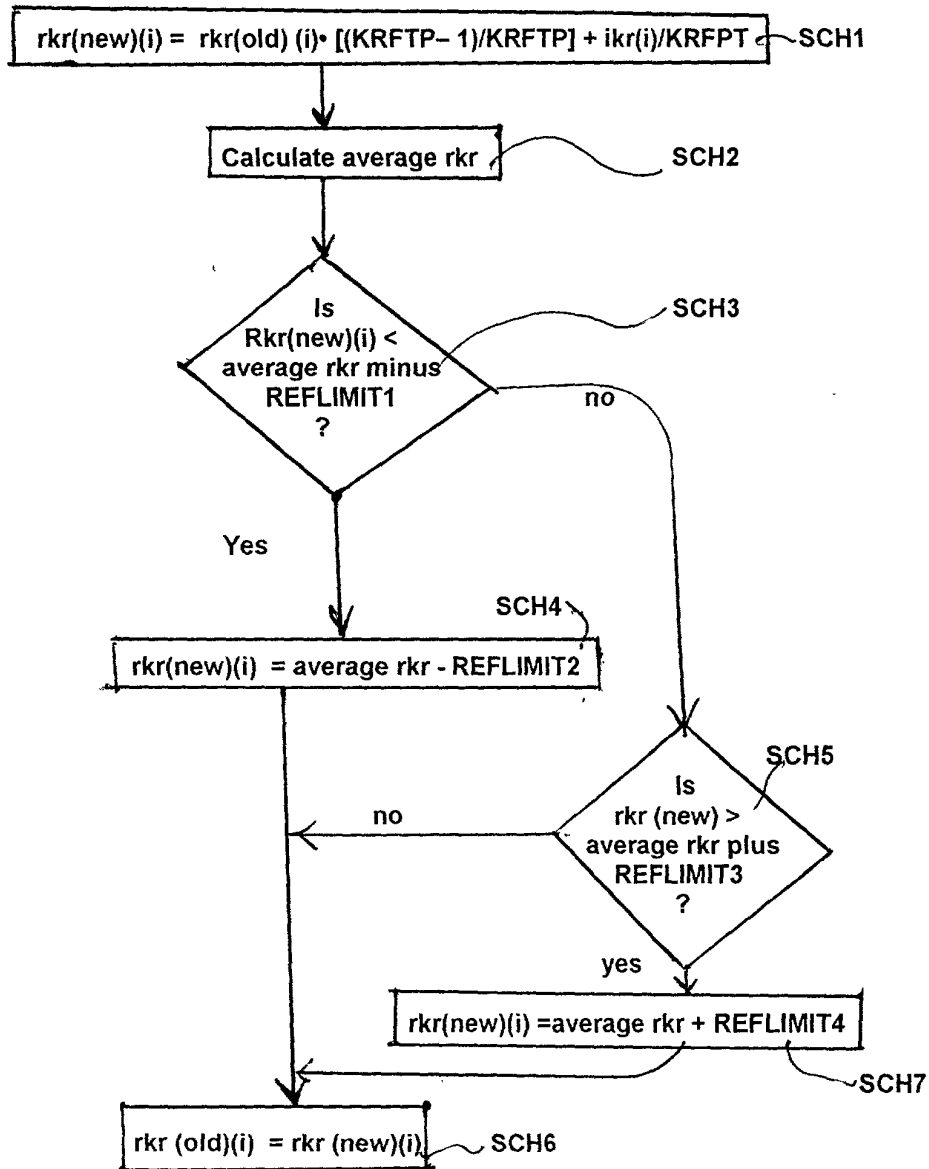 rkr(new)(i) = rkr(old) (i)• [(KRFTP– 1)/KRFTP] + ikr(i)/KRFPT
SCH1
Calculate average rkr
SCH2
Is
Rkr(new)(i) <
average rkr minus
REFLIMIT1
?
SCH3
no
Yes
SCH4
rkr(new)(i) = average rkr - REFLIMIT2
SCH5
Is
rkr (new) >
average rkr plus
REFLIMIT3
?
no
yes
rkr(new)(i) =average rkr + REFLIMIT4
SCH7
rkr (old)(i) = rkr (new)(i)
SCH6